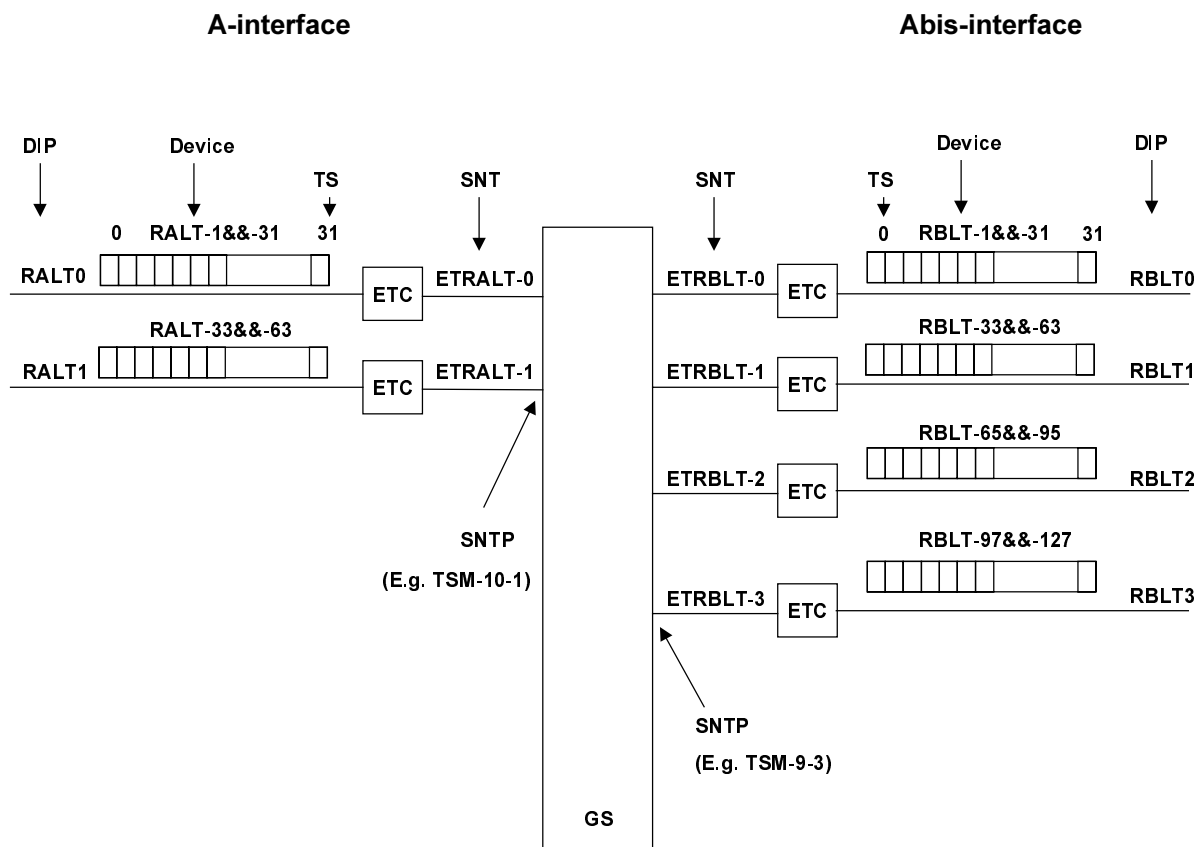 A-interface
Abis-interface
DIP
Device
TS
SNT
SNT
TS
Device
DIP
0
RALT-1&&-31
31
0
RBLT-1&&-31
31
RALT0
ETC
ETRALT-0
ETRBLT-0
ETC
RBLT0
RALT-33&&-63
RBLT-33&&-63
RALT1
ETC
ETRALT-1
ETRBLT-1
ETC
RBLT1
RBLT-65&&-95
ETRBLT-2
ETC
RBLT2
SNTP
(E.g. TSM-10-1)
RBLT-97&&-127
ETRBLT-3
ETC
RBLT3
SNTP
(E.g. TSM-9-3)
GS